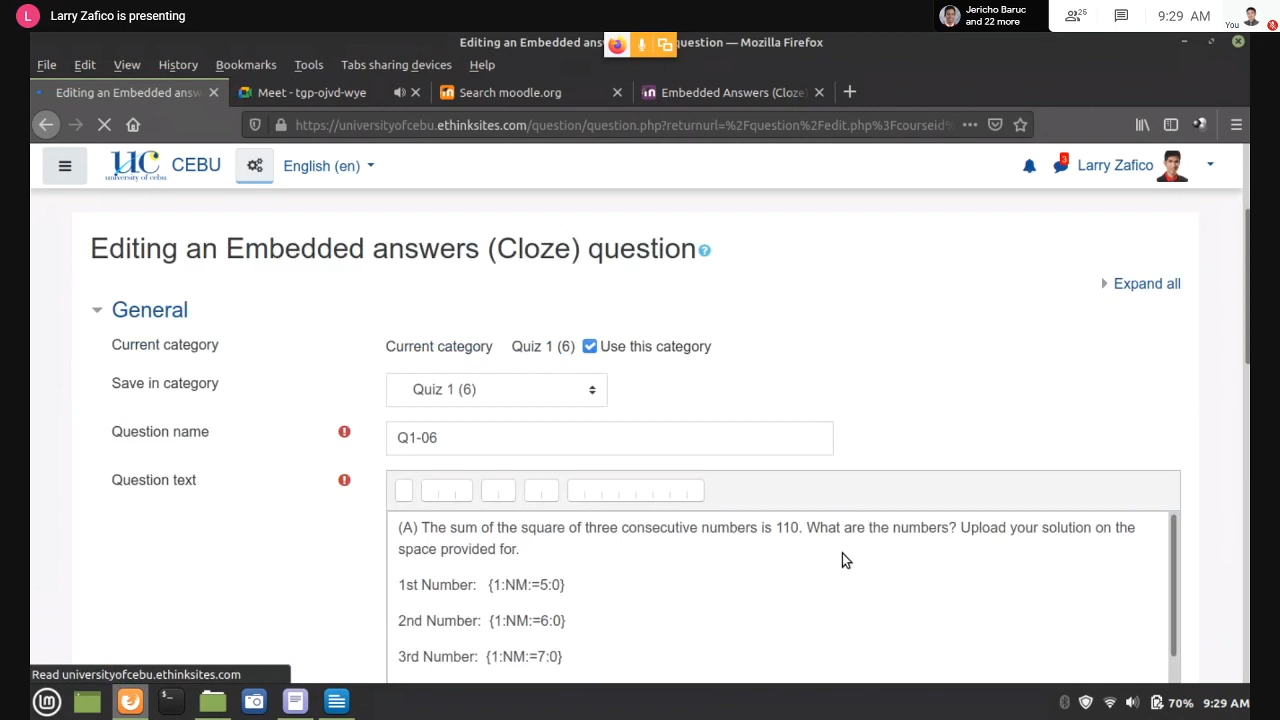 L Larry Zafico is presenting
Jericho Baruc
and 22 more
25
9:29 AM
You
Editing an Embedded ans question — Mozilla Firefox
File Edit View History Bookmarks Tools Tabs sharing devices Help
Editing an Embedded answ Meet - tgp-ojvd-wye Search moodle.org Embedded Answers (Cloze)
https://universityofcebu.ethinksites.com/question/question.php?returnurl=%2Fquestion%2Fedit.php%3Fcourseid
UC university of cebu CEBU English (en) 3 Larry Zafico
Editing an Embedded answers (Cloze) question
Expand all
General
Current category Current category Quiz 1 (6) Use this category
Save in category Quiz 1 (6)
Question name Q1-06
Question text
(A) The sum of the square of three consecutive numbers is 110. What are the numbers? Upload your solution on the
space provided for.
1st Number: {1:NM:=5:0}
2nd Number: {1:NM:=6:0}
3rd Number: {1:NM:=7:0}
Read universityofcebu.ethinksites.com
70% 9:29 AM